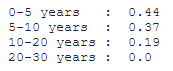 0-5 years : 0.44
5-10 years : 0.37
10-20 years : 0.19
20-30 years : 0.0